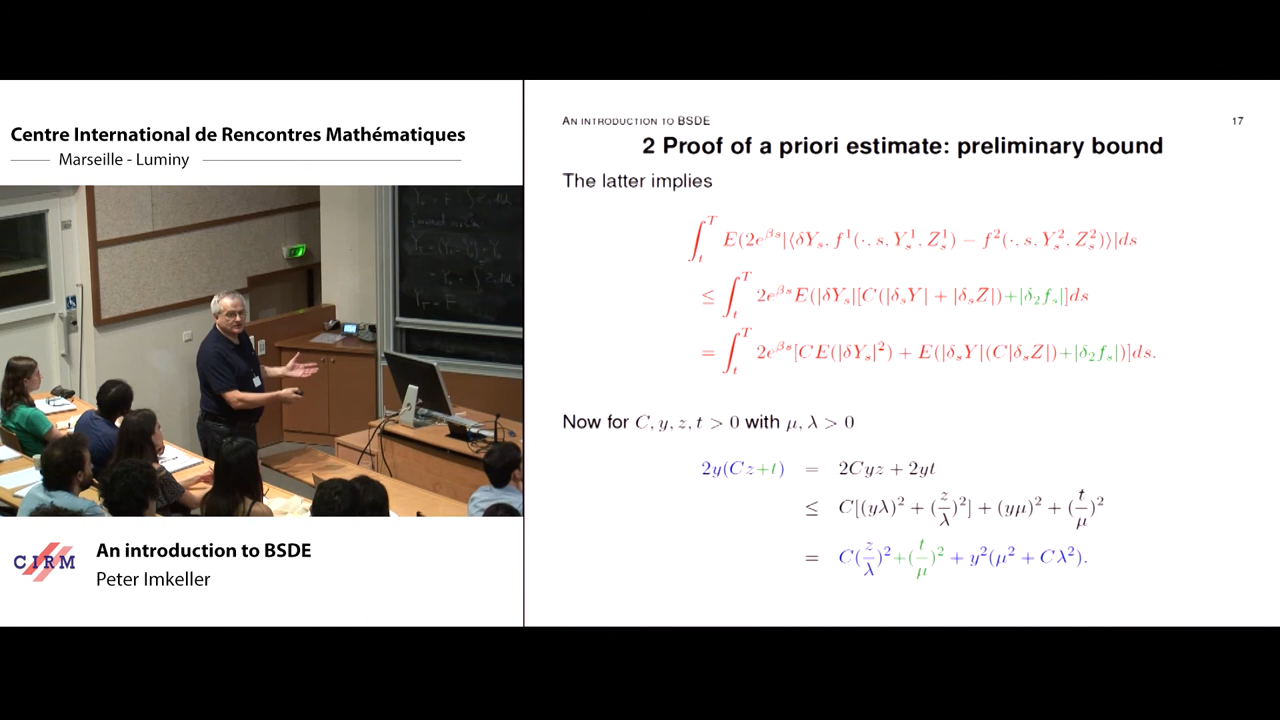 Centre International de Rencontres Mathématiques
Marseille - Luminy
CIRM
An introduction to BSDE
Peter Imkeller
AN INTRODUCTION TO BSDE
17
2 Proof of a priori estimate: preliminary bound
The latter implies
∫_t^T E(2e^{βs}|⟨δY_s, f^1(·, s, Y_s^1, Z_s^1) − f^2(·, s, Y_s^2, Z_s^2)⟩|ds
≤ ∫_t^T 2e^{βs}E(|δY_s|[C(|δ_sY| + |δ_sZ|)+|δ_2f_s|]ds
= ∫_t^T 2e^{βs}[CE(|δY_s|^2) + E(|δ_sY|(C|δ_sZ|)+|δ_2f_s|)]ds.
Now for C, y, z, t > 0 with μ, λ > 0
2y(Cz+t) = 2Cyz + 2yt
≤ C[(yλ)^2 + (z/λ)^2] + (yμ)^2 + (t/μ)^2
= C(z/λ)^2+(t/μ)^2 + y^2(μ^2 + Cλ^2).